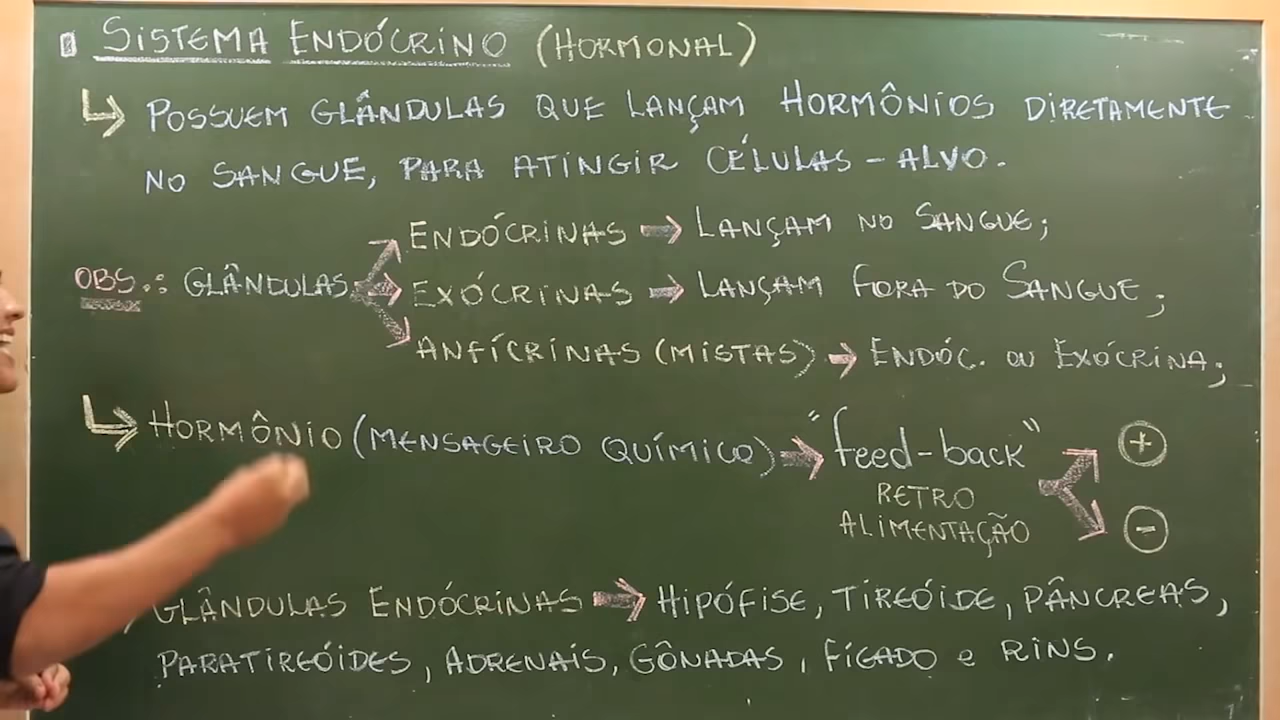 SISTEMA ENDÓCRINO (HORMONAL)
POSSUEM GLÂNDULAS QUE LANÇAM HORMÔNIOS DIRETAMENTE
NO SANGUE, PARA ATINGIR CÉLULAS-ALVO.
ENDÓCRINAS → LANÇAM NO SANGUE;
OBS.: GLÂNDULAS EXÓCRINAS → LANÇAM FORA DO SANGUE;
ANFÍCRINAS (MISTAS) → ENDÓC. OU EXÓCRINA;
HORMÔNIO (MENSAGEIRO QUÍMICO) → "feed-back" +
RETRO
ALIMENTAÇÃO -
GLÂNDULAS ENDÓCRINAS → HIPÓFISE, TIREÓIDE, PÂNCREAS,
PARATIREÓIDES, ADRENAIS, GÔNADAS, FÍGADO e RINS.